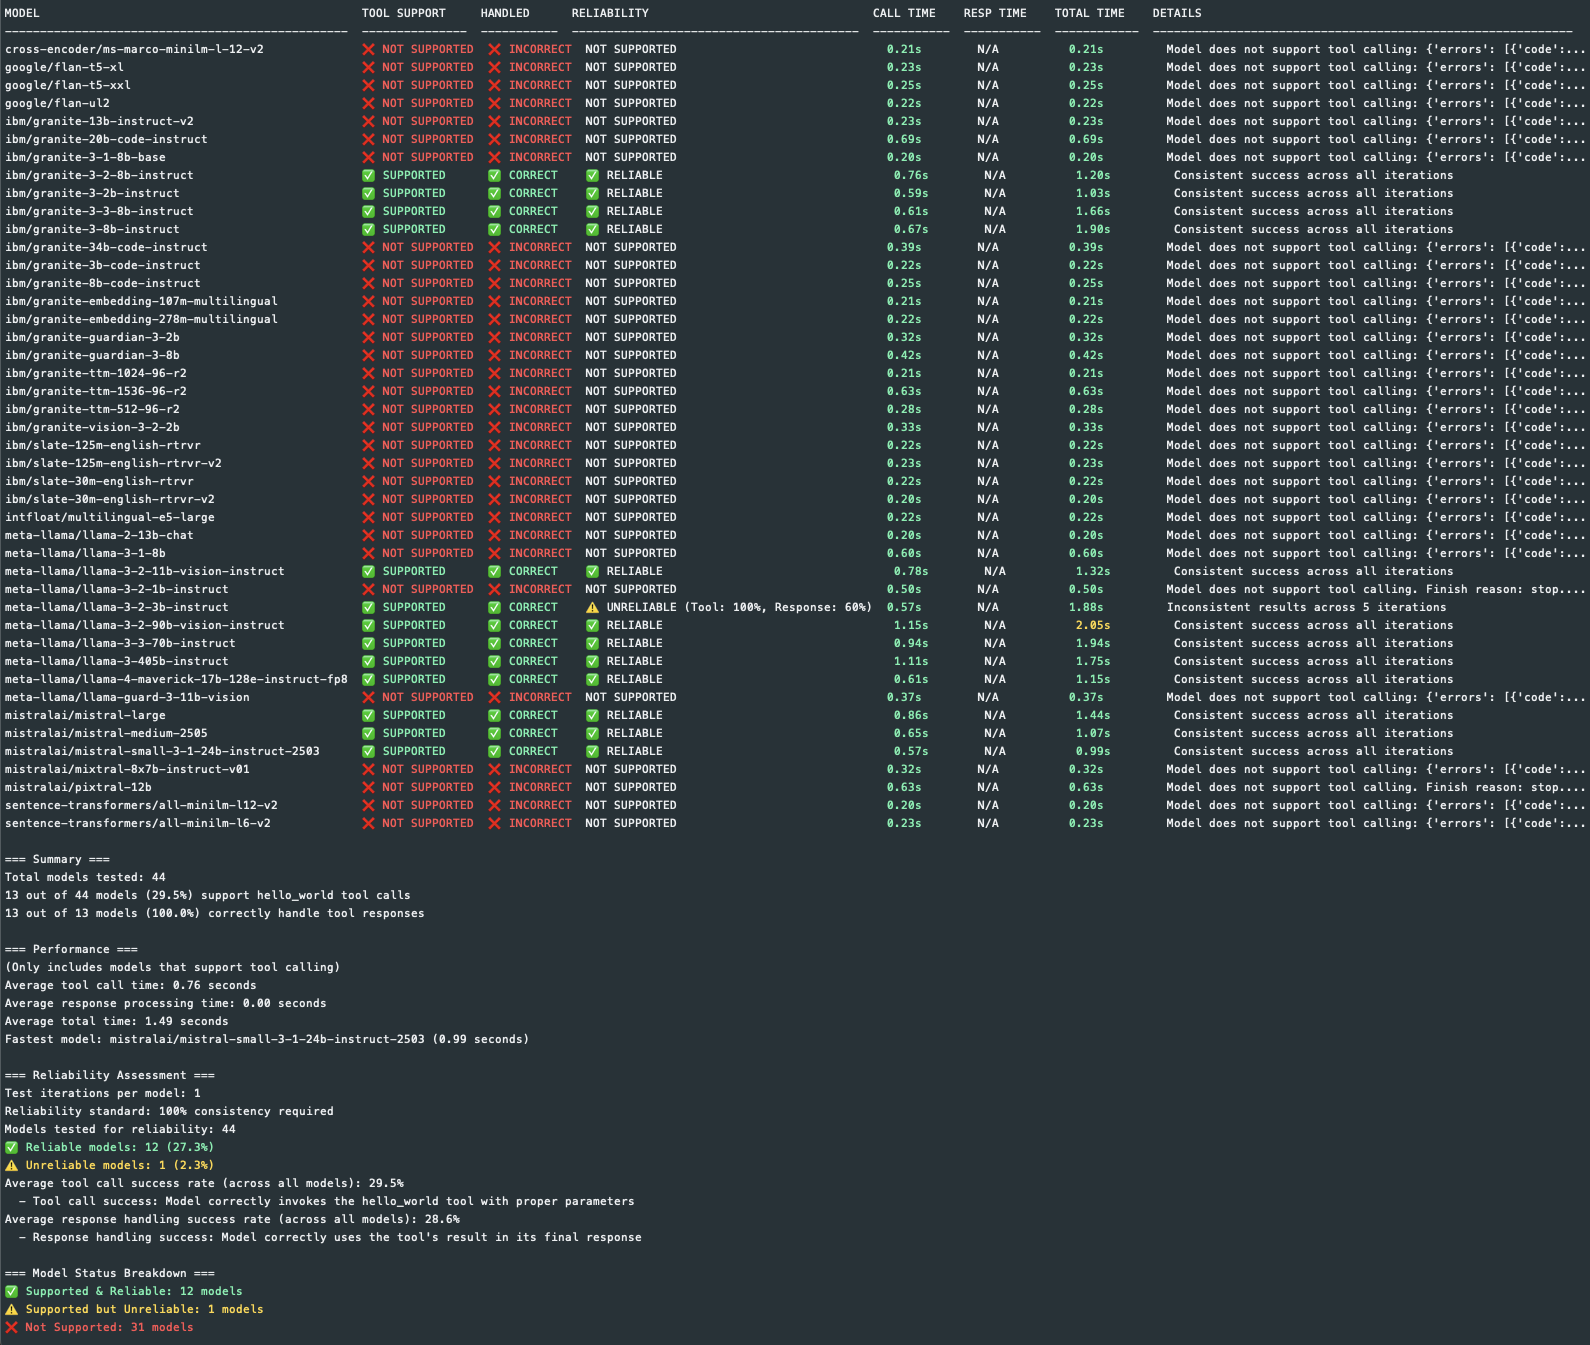 MODEL TOOL SUPPORT HANDLED RELIABILITY CALL TIME RESP TIME TOTAL TIME DETAILS
cross-encoder/ms-marco-minilm-l-12-v2 ❌ NOT SUPPORTED ❌ INCORRECT NOT SUPPORTED 0.21s N/A 0.21s Model does not support tool calling: {'errors': [{'code':...
google/flan-t5-xl ❌ NOT SUPPORTED ❌ INCORRECT NOT SUPPORTED 0.23s N/A 0.23s Model does not support tool calling: {'errors': [{'code':...
google/flan-t5-xxl ❌ NOT SUPPORTED ❌ INCORRECT NOT SUPPORTED 0.25s N/A 0.25s Model does not support tool calling: {'errors': [{'code':...
google/flan-ul2 ❌ NOT SUPPORTED ❌ INCORRECT NOT SUPPORTED 0.22s N/A 0.22s Model does not support tool calling: {'errors': [{'code':...
ibm/granite-13b-instruct-v2 ❌ NOT SUPPORTED ❌ INCORRECT NOT SUPPORTED 0.23s N/A 0.23s Model does not support tool calling: {'errors': [{'code':...
ibm/granite-20b-code-instruct ❌ NOT SUPPORTED ❌ INCORRECT NOT SUPPORTED 0.69s N/A 0.69s Model does not support tool calling: {'errors': [{'code':...
ibm/granite-3-1-8b-base ❌ NOT SUPPORTED ❌ INCORRECT NOT SUPPORTED 0.20s N/A 0.20s Model does not support tool calling: {'errors': [{'code':...
ibm/granite-3-2-8b-instruct ✅ SUPPORTED ✅ CORRECT ✅ RELIABLE 0.76s N/A 1.20s Consistent success across all iterations
ibm/granite-3-2b-instruct ✅ SUPPORTED ✅ CORRECT ✅ RELIABLE 0.59s N/A 1.03s Consistent success across all iterations
ibm/granite-3-3-8b-instruct ✅ SUPPORTED ✅ CORRECT ✅ RELIABLE 0.61s N/A 1.66s Consistent success across all iterations
ibm/granite-3-8b-instruct ✅ SUPPORTED ✅ CORRECT ✅ RELIABLE 0.67s N/A 1.90s Consistent success across all iterations
ibm/granite-34b-code-instruct ❌ NOT SUPPORTED ❌ INCORRECT NOT SUPPORTED 0.39s N/A 0.39s Model does not support tool calling: {'errors': [{'code':...
ibm/granite-3b-code-instruct ❌ NOT SUPPORTED ❌ INCORRECT NOT SUPPORTED 0.22s N/A 0.22s Model does not support tool calling: {'errors': [{'code':...
ibm/granite-8b-code-instruct ❌ NOT SUPPORTED ❌ INCORRECT NOT SUPPORTED 0.25s N/A 0.25s Model does not support tool calling: {'errors': [{'code':...
ibm/granite-embedding-107m-multilingual ❌ NOT SUPPORTED ❌ INCORRECT NOT SUPPORTED 0.21s N/A 0.21s Model does not support tool calling: {'errors': [{'code':...
ibm/granite-embedding-278m-multilingual ❌ NOT SUPPORTED ❌ INCORRECT NOT SUPPORTED 0.22s N/A 0.22s Model does not support tool calling: {'errors': [{'code':...
ibm/granite-guardian-3-2b ❌ NOT SUPPORTED ❌ INCORRECT NOT SUPPORTED 0.32s N/A 0.32s Model does not support tool calling: {'errors': [{'code':...
ibm/granite-guardian-3-8b ❌ NOT SUPPORTED ❌ INCORRECT NOT SUPPORTED 0.42s N/A 0.42s Model does not support tool calling: {'errors': [{'code':...
ibm/granite-ttm-1024-96-r2 ❌ NOT SUPPORTED ❌ INCORRECT NOT SUPPORTED 0.21s N/A 0.21s Model does not support tool calling: {'errors': [{'code':...
ibm/granite-ttm-1536-96-r2 ❌ NOT SUPPORTED ❌ INCORRECT NOT SUPPORTED 0.63s N/A 0.63s Model does not support tool calling: {'errors': [{'code':...
ibm/granite-ttm-512-96-r2 ❌ NOT SUPPORTED ❌ INCORRECT NOT SUPPORTED 0.28s N/A 0.28s Model does not support tool calling: {'errors': [{'code':...
ibm/granite-vision-3-2-2b ❌ NOT SUPPORTED ❌ INCORRECT NOT SUPPORTED 0.33s N/A 0.33s Model does not support tool calling: {'errors': [{'code':...
ibm/slate-125m-english-rtrvr ❌ NOT SUPPORTED ❌ INCORRECT NOT SUPPORTED 0.22s N/A 0.22s Model does not support tool calling: {'errors': [{'code':...
ibm/slate-125m-english-rtrvr-v2 ❌ NOT SUPPORTED ❌ INCORRECT NOT SUPPORTED 0.23s N/A 0.23s Model does not support tool calling: {'errors': [{'code':...
ibm/slate-30m-english-rtrvr ❌ NOT SUPPORTED ❌ INCORRECT NOT SUPPORTED 0.22s N/A 0.22s Model does not support tool calling: {'errors': [{'code':...
ibm/slate-30m-english-rtrvr-v2 ❌ NOT SUPPORTED ❌ INCORRECT NOT SUPPORTED 0.20s N/A 0.20s Model does not support tool calling: {'errors': [{'code':...
intfloat/multilingual-e5-large ❌ NOT SUPPORTED ❌ INCORRECT NOT SUPPORTED 0.22s N/A 0.22s Model does not support tool calling: {'errors': [{'code':...
meta-llama/llama-2-13b-chat ❌ NOT SUPPORTED ❌ INCORRECT NOT SUPPORTED 0.20s N/A 0.20s Model does not support tool calling: {'errors': [{'code':...
meta-llama/llama-3-1-8b ❌ NOT SUPPORTED ❌ INCORRECT NOT SUPPORTED 0.60s N/A 0.60s Model does not support tool calling: {'errors': [{'code':...
meta-llama/llama-3-2-11b-vision-instruct ✅ SUPPORTED ✅ CORRECT ✅ RELIABLE 0.78s N/A 1.32s Consistent success across all iterations
meta-llama/llama-3-2-1b-instruct ❌ NOT SUPPORTED ❌ INCORRECT NOT SUPPORTED 0.50s N/A 0.50s Model does not support tool calling. Finish reason: stop....
meta-llama/llama-3-2-3b-instruct ✅ SUPPORTED ✅ CORRECT ⚠️ UNRELIABLE (Tool: 100%, Response: 60%) 0.57s N/A 1.88s Inconsistent results across 5 iterations
meta-llama/llama-3-2-90b-vision-instruct ✅ SUPPORTED ✅ CORRECT ✅ RELIABLE 1.15s N/A 2.05s Consistent success across all iterations
meta-llama/llama-3-3-70b-instruct ✅ SUPPORTED ✅ CORRECT ✅ RELIABLE 0.94s N/A 1.94s Consistent success across all iterations
meta-llama/llama-3-405b-instruct ✅ SUPPORTED ✅ CORRECT ✅ RELIABLE 1.11s N/A 1.75s Consistent success across all iterations
meta-llama/llama-4-maverick-17b-128e-instruct-fp8 ✅ SUPPORTED ✅ CORRECT ✅ RELIABLE 0.61s N/A 1.15s Consistent success across all iterations
meta-llama/llama-guard-3-11b-vision ❌ NOT SUPPORTED ❌ INCORRECT NOT SUPPORTED 0.37s N/A 0.37s Model does not support tool calling: {'errors': [{'code':...
mistralai/mistral-large ✅ SUPPORTED ✅ CORRECT ✅ RELIABLE 0.86s N/A 1.44s Consistent success across all iterations
mistralai/mistral-medium-2505 ✅ SUPPORTED ✅ CORRECT ✅ RELIABLE 0.65s N/A 1.07s Consistent success across all iterations
mistralai/mistral-small-3-1-24b-instruct-2503 ✅ SUPPORTED ✅ CORRECT ✅ RELIABLE 0.57s N/A 0.99s Consistent success across all iterations
mistralai/mixtral-8x7b-instruct-v01 ❌ NOT SUPPORTED ❌ INCORRECT NOT SUPPORTED 0.32s N/A 0.32s Model does not support tool calling: {'errors': [{'code':...
mistralai/pixtral-12b ❌ NOT SUPPORTED ❌ INCORRECT NOT SUPPORTED 0.63s N/A 0.63s Model does not support tool calling. Finish reason: stop....
sentence-transformers/all-minilm-l12-v2 ❌ NOT SUPPORTED ❌ INCORRECT NOT SUPPORTED 0.20s N/A 0.20s Model does not support tool calling: {'errors': [{'code':...
sentence-transformers/all-minilm-l6-v2 ❌ NOT SUPPORTED ❌ INCORRECT NOT SUPPORTED 0.23s N/A 0.23s Model does not support tool calling: {'errors': [{'code':...
=== Summary ===
Total models tested: 44
13 out of 44 models (29.5%) support hello_world tool calls
13 out of 13 models (100.0%) correctly handle tool responses
=== Performance ===
(Only includes models that support tool calling)
Average tool call time: 0.76 seconds
Average response processing time: 0.00 seconds
Average total time: 1.49 seconds
Fastest model: mistralai/mistral-small-3-1-24b-instruct-2503 (0.99 seconds)
=== Reliability Assessment ===
Test iterations per model: 1
Reliability standard: 100% consistency required
Models tested for reliability: 44
✅ Reliable models: 12 (27.3%)
⚠️ Unreliable models: 1 (2.3%)
Average tool call success rate (across all models): 29.5%
- Tool call success: Model correctly invokes the hello_world tool with proper parameters
Average response handling success rate (across all models): 28.6%
- Response handling success: Model correctly uses the tool's result in its final response
=== Model Status Breakdown ===
✅ Supported & Reliable: 12 models
⚠️ Supported but Unreliable: 1 models
❌ Not Supported: 31 models